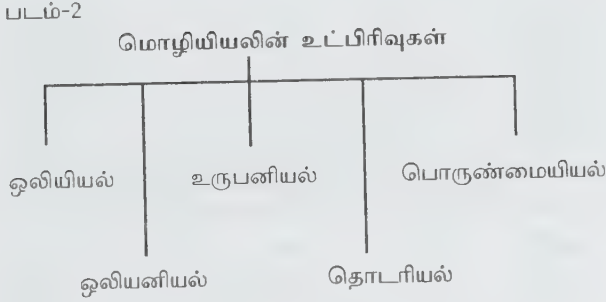 படம்-2
மொழியியலின் உட்பிரிவுகள்
ஒலியியல் உருபனியல் பொருண்மையியல்
ஒலியனியல் தொடரியல்